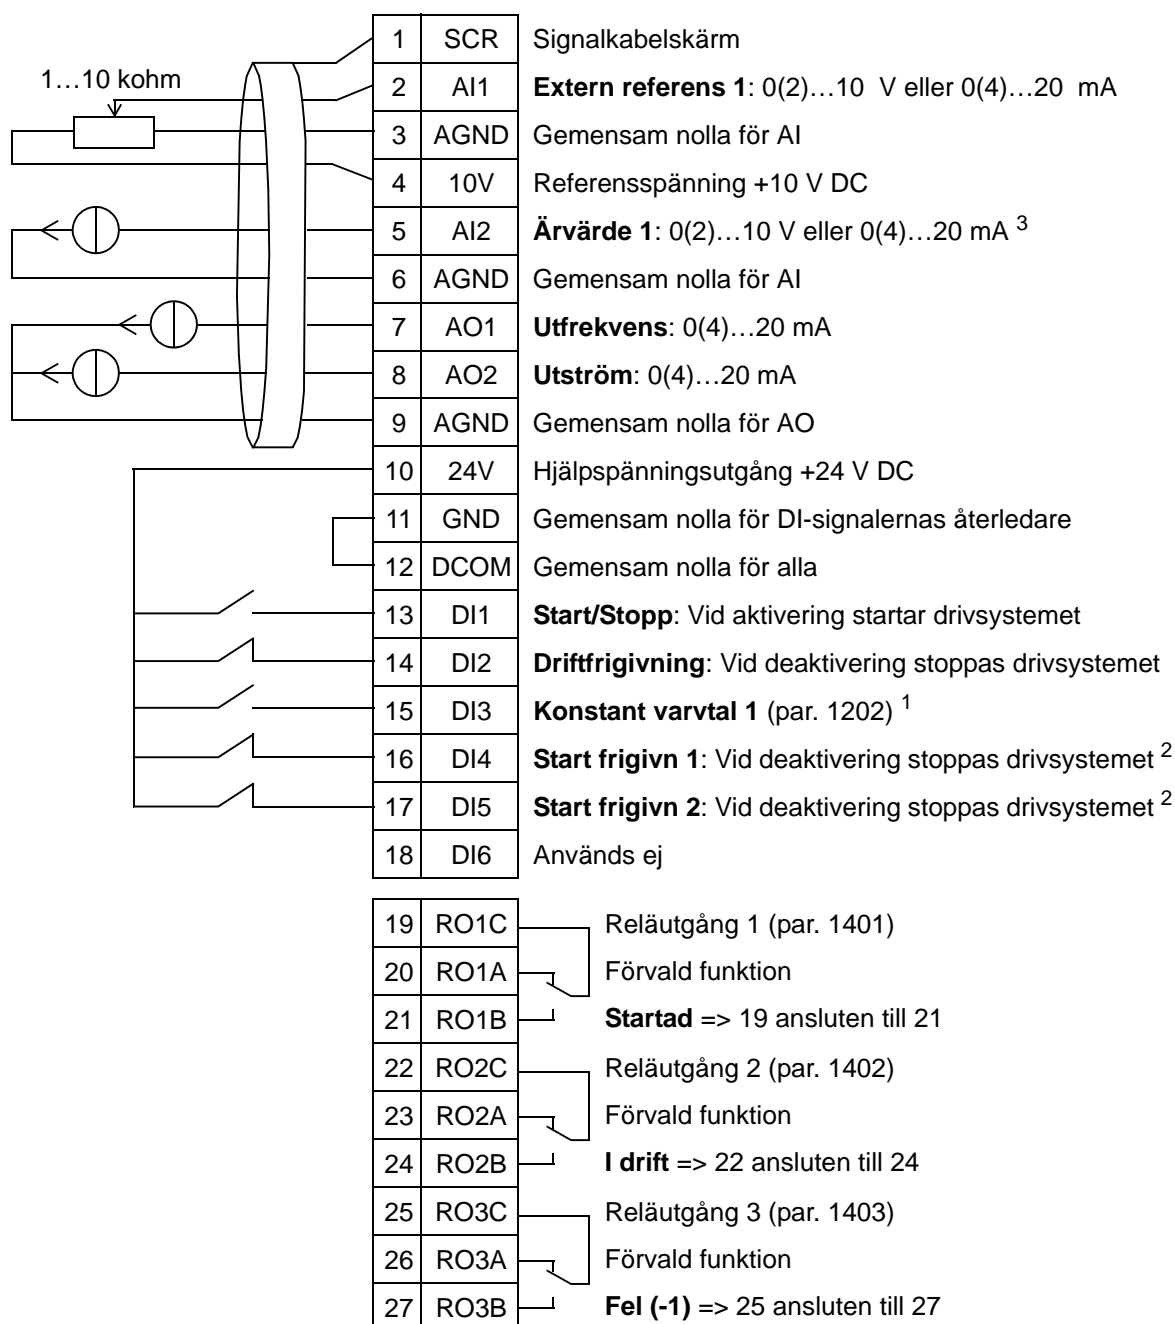 1 SCR Signalkabelskärm
1…10 kohm
2 AI1 Extern referens 1: 0(2)…10 V eller 0(4)…20 mA
3 AGND Gemensam nolla för AI
4 10V Referensspänning +10 V DC
5 AI2 Ärvärde 1: 0(2)…10 V eller 0(4)…20 mA 3
6 AGND Gemensam nolla för AI
7 AO1 Utfrekvens: 0(4)…20 mA
8 AO2 Utström: 0(4)…20 mA
9 AGND Gemensam nolla för AO
10 24V Hjälpspänningsutgång +24 V DC
11 GND Gemensam nolla för DI-signalernas återledare
12 DCOM Gemensam nolla för alla
13 DI1 Start/Stopp: Vid aktivering startar drivsystemet
14 DI2 Driftfrigivning: Vid deaktivering stoppas drivsystemet
15 DI3 Konstant varvtal 1 (par. 1202) 1
16 DI4 Start frigivn 1: Vid deaktivering stoppas drivsystemet 2
17 DI5 Start frigivn 2: Vid deaktivering stoppas drivsystemet 2
18 DI6 Används ej
19 RO1C Reläutgång 1 (par. 1401)
20 RO1A Förvald funktion
21 RO1B Startad => 19 ansluten till 21
22 RO2C Reläutgång 2 (par. 1402)
23 RO2A Förvald funktion
24 RO2B I drift => 22 ansluten till 24
25 RO3C Reläutgång 3 (par. 1403)
26 RO3A Förvald funktion
27 RO3B Fel (-1) => 25 ansluten till 27